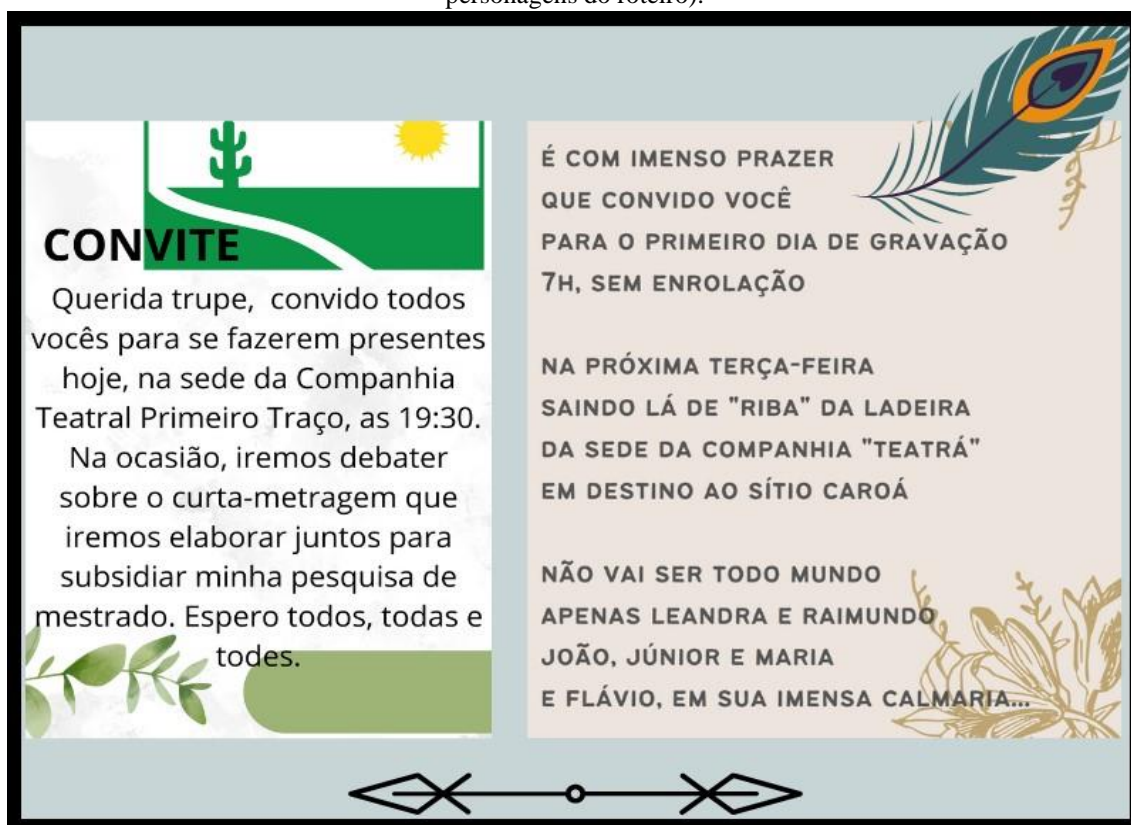 personagens do roteiro).
CONVITE
Querida trupe, convido todos
vocês para se fazerem presentes
hoje, na sede da Companhia
Teatral Primeiro Traço, as 19:30.
Na ocasião, iremos debater
sobre o curta-metragem que
iremos elaborar juntos para
subsidiar minha pesquisa de
mestrado. Espero todos, todas e
todes.
É COM IMENSO PRAZER
QUE CONVIDO VOCÊ
PARA O PRIMEIRO DIA DE GRAVAÇÃO
7H, SEM ENROLAÇÃO
NA PRÓXIMA TERÇA-FEIRA
SAINDO LÁ DE "RIBA" DA LADEIRA
DA SEDE DA COMPANHIA "TEATRÁ"
EM DESTINO AO SÍTIO CAROÁ
NÃO VAI SER TODO MUNDO
APENAS LEANDRA E RAIMUNDO
JOÃO, JÚNIOR E MARIA
E FLÁVIO, EM SUA IMENSA CALMARIA...